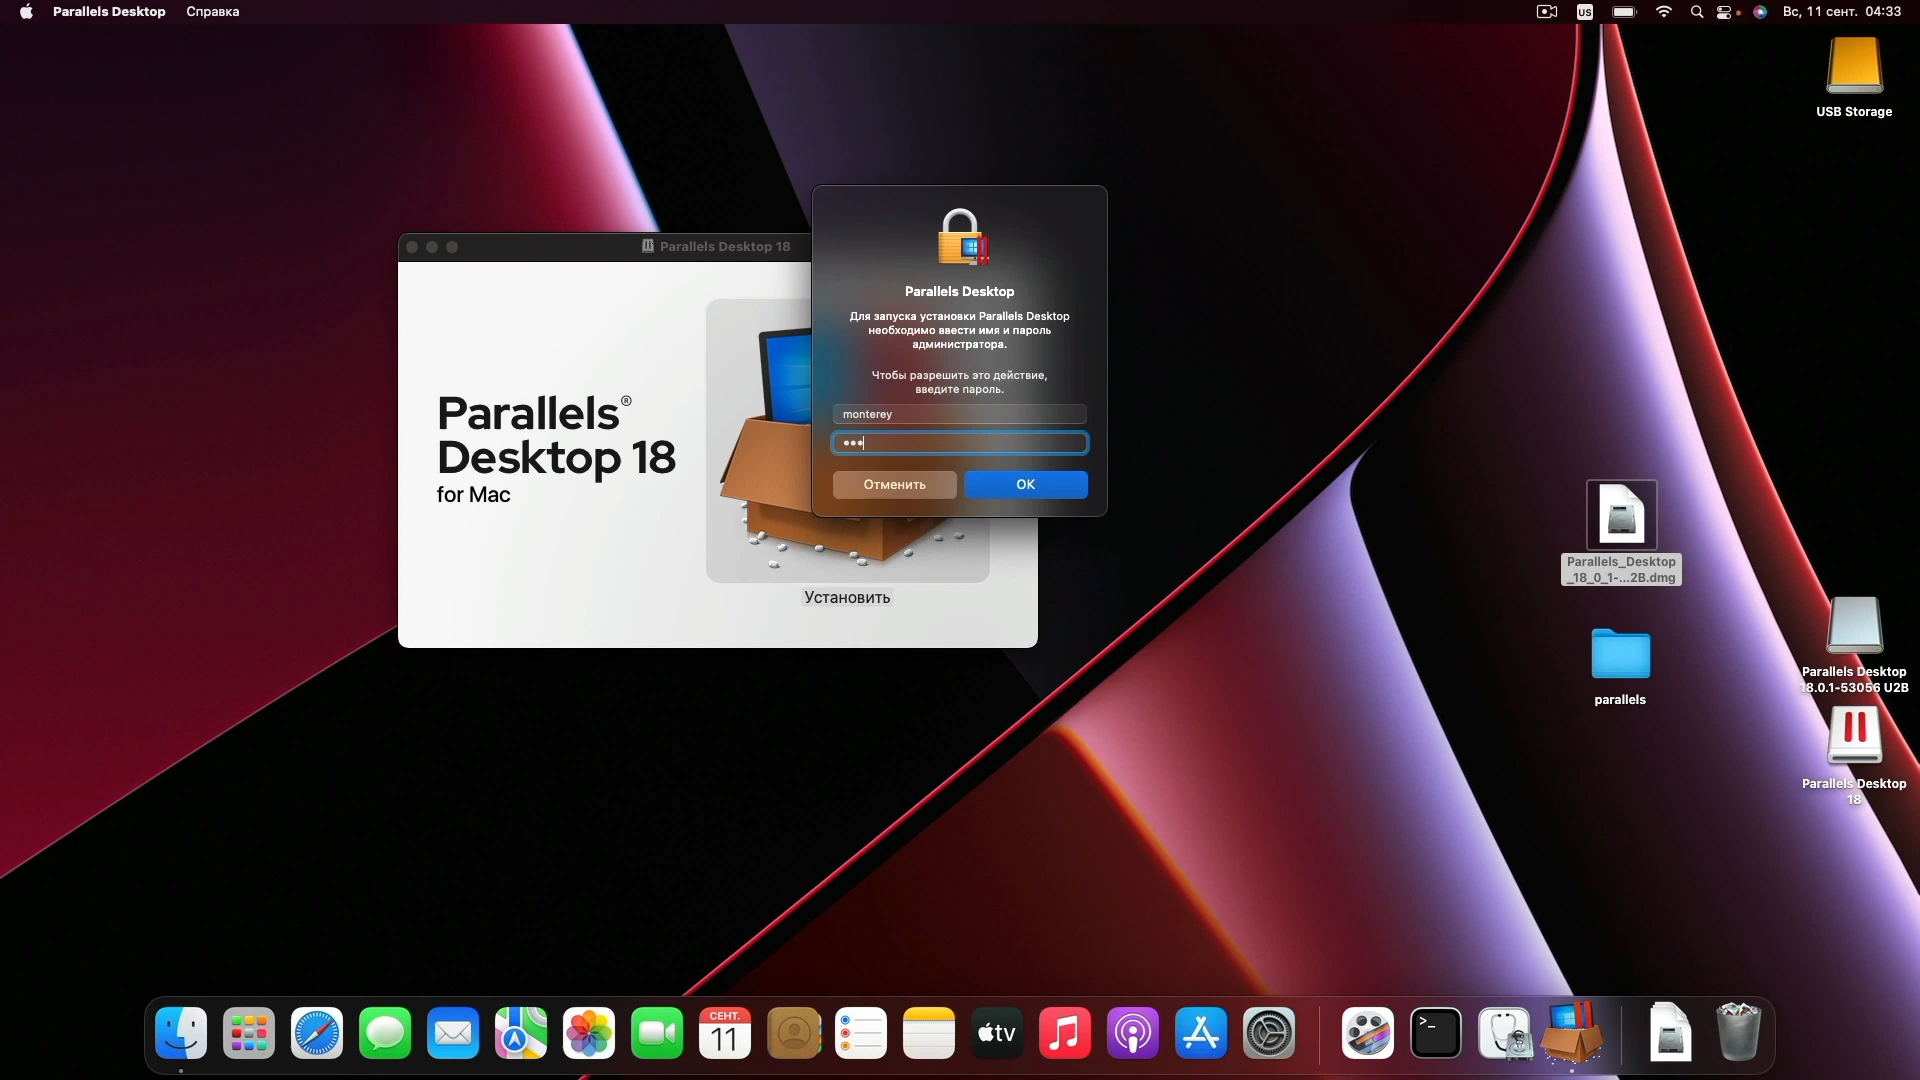 Parallels Desktop Справка
US
Вс, 11 сент. 04:33
USB Storage
Parallels Desktop 18
Parallels®
Desktop 18
for Mac
Установить
Parallels Desktop
Для запуска установки Parallels Desktop
необходимо ввести имя и пароль
администратора.
Чтобы разрешить это действие,
введите пароль.
monterey
•••
Отменить OK
Parallels_Desktop
_18_0_1-...2B.dmg
parallels
Parallels Desktop
18.0.1-53056 U2B
Parallels Desktop
18
СЕНТ.
11
tv
>_